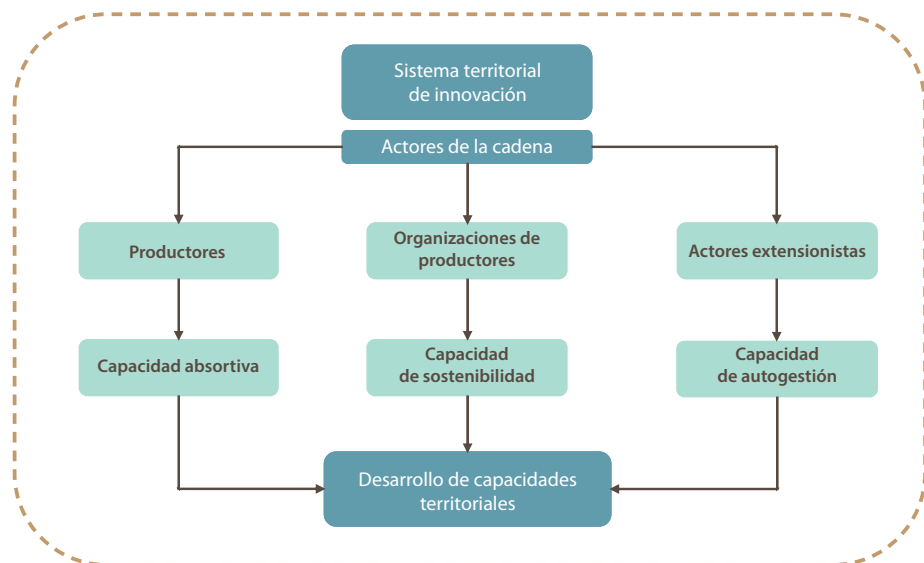 Sistema territorial
de innovación
Actores de la cadena
Productores
Organizaciones de
productores
Actores extensionistas
Capacidad absortiva
Capacidad
de sostenibilidad
Capacidad
de autogestión
Desarrollo de capacidades
territoriales